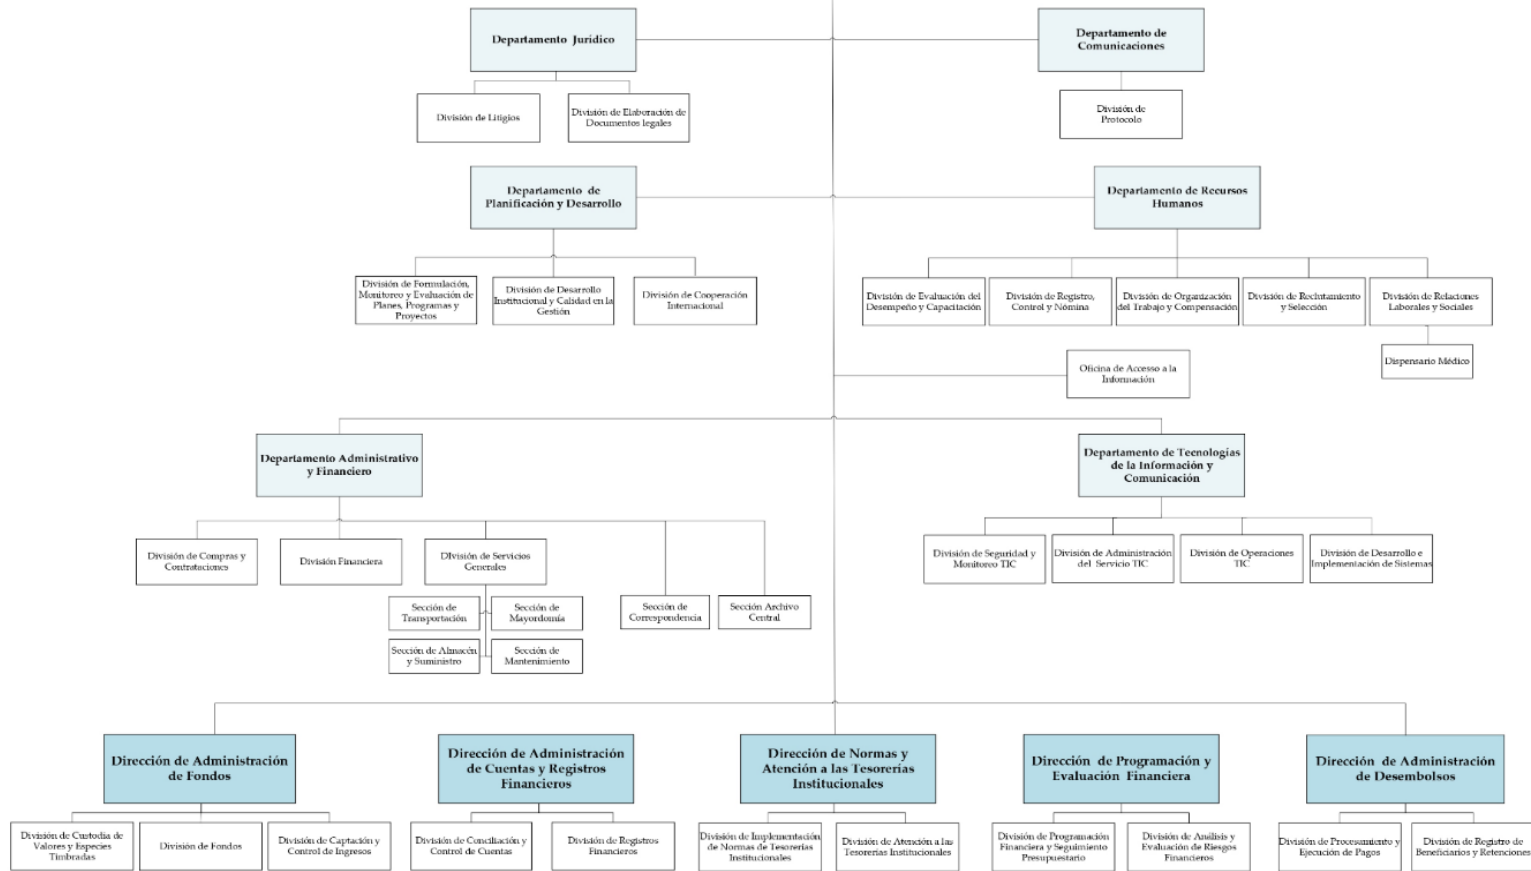 Departamento Jurídico
Departamento de
Comunicaciones
División de Litigios
División de Elaboración de
Documentos legales
División de
Protocolo
Departamento de
Planificación y Desarrollo
Departamento de Recursos
Humanos
División de Formulación,
Monitoreo y Evaluación de
Planes, Programas y
Proyectos
División de Desarrollo
Institucional y Calidad en la
Gestión
División de Cooperación
Internacional
División de Evaluación del
Desempeño y Capacitación
División de Registro,
Control y Nómina
División de Organización
del Trabajo y Compensación
División de Reclutamiento
y Selección
División de Relaciones
Laborales y Sociales
Dispensario Médico
Oficina de Accesso a la
Información
Departamento Administrativo
y Financiero
Departamento de Tecnologías
de la Información y
Comunicación
División de Compras y
Contrataciones
División Financiera
DIvisión de Servicios
Generales
Sección de
Transportación
Sección de
Mayordomía
Sección de Almacén
y Suministro
Sección de
Mantenimiento
Sección de
Correspondencia
Sección Archivo
Central
División de Seguridad y
Monitoreo TIC
División de Administración
del Servicio TIC
División de Operaciones
TIC
División de Desarrollo e
Implementación de Sistemas
Dirección de Administración
de Fondos
Dirección de Administración
de Cuentas y Registros
Financieros
Dirección de Normas y
Atención a las Tesorerías
Institucionales
Dirección de Programación y
Evaluación Financiera
Dirección de Administración
de Desembolsos
División de Custodia de
Valores y Especies
Timbradas
División de Fondos
División de Captación y
Control de Ingresos
División de Conciliación y
Control de Cuentas
División de Registros
Financieros
División de Implementación
de Normas de Tesorerías
Institucionales
División de Atención a las
Tesorerías Institucionales
División de Programación
Financiera y Seguimiento
Presupuestario
División de Análisis y
Evaluación de Riesgos
Financieros
División de Procesamiento y
Ejecución de Pagos
División de Registro de
Beneficiarios y Retenciones